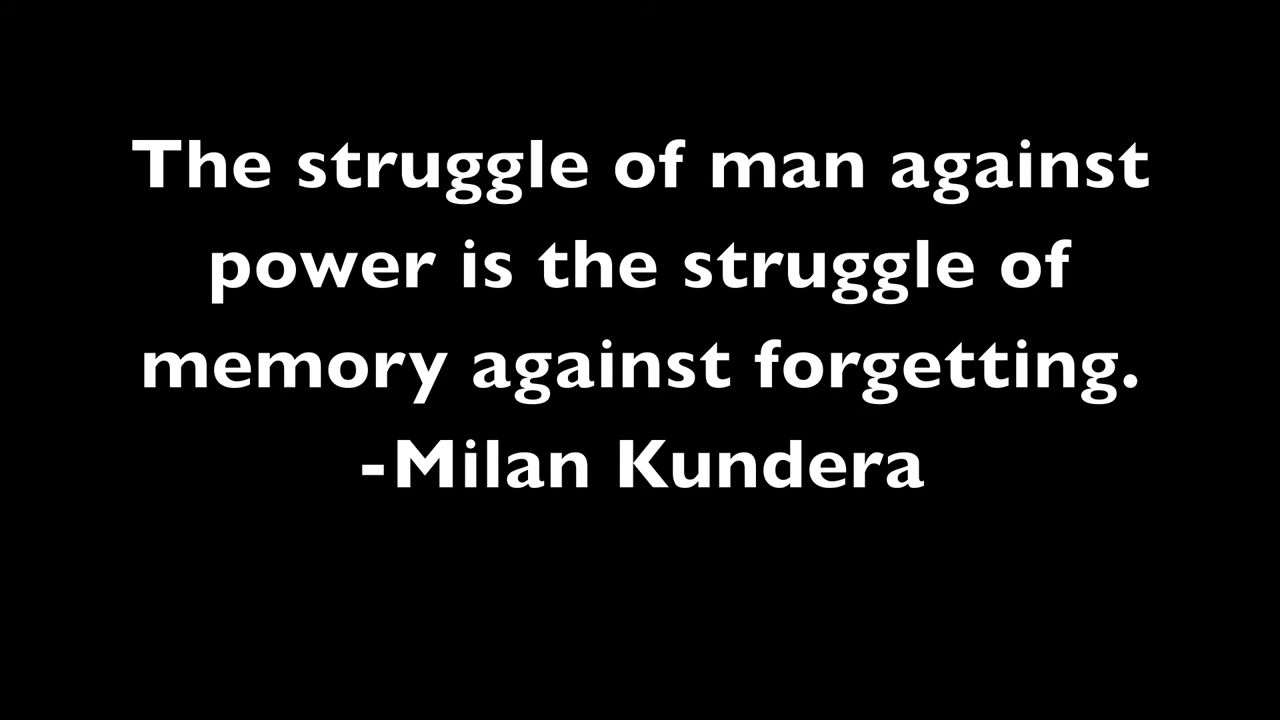 The struggle of man against
power is the struggle of
memory against forgetting.
-Milan Kundera